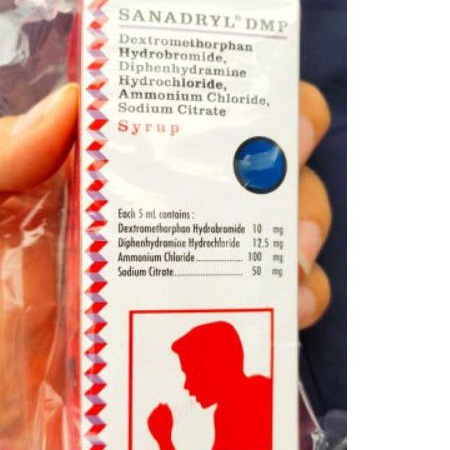 SANADRYL® DMP
Dextromethorphan
Hydrobromide,
Diphenhydramine
Hydrochloride,
Ammonium Chloride,
Sodium Citrate
Syrup
Each 5 mL contains :
Dextromethorphan Hydrobromide 10 mg
Diphenhydramine Hydrochloride 12.5 mg
Ammonium Chloride.................. 100 mg
Sodium Citrate......................... 50 mg